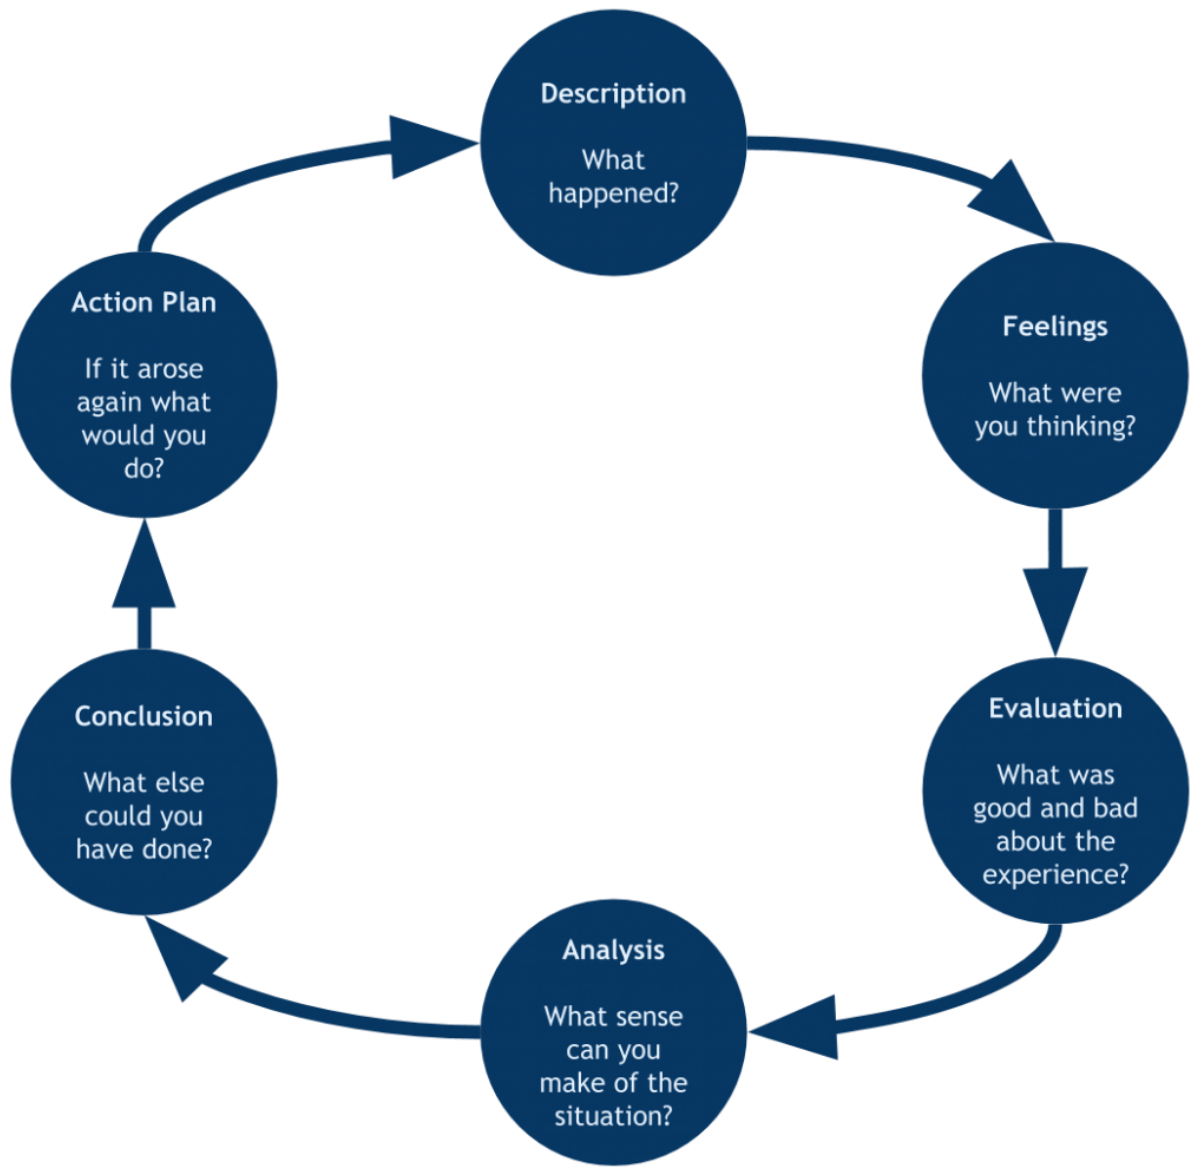 Description
What
happened?
Feelings
What were
you thinking?
Evaluation
What was
good and bad
about the
experience?
Analysis
What sense
can you
make of the
situation?
Conclusion
What else
could you
have done?
Action Plan
If it arose
again what
would you
do?